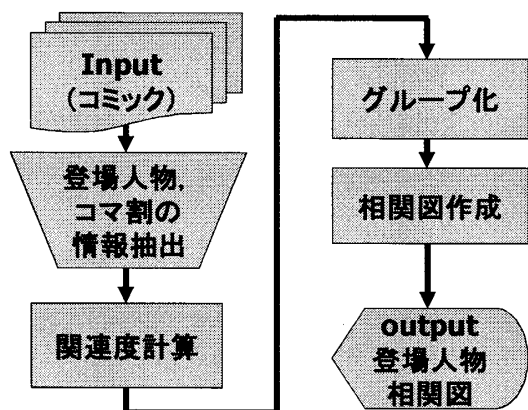 Input
(コミック)
登場人物,
コマ割の
情報抽出
関連度計算
グループ化
相関図作成
output
登場人物
相関図